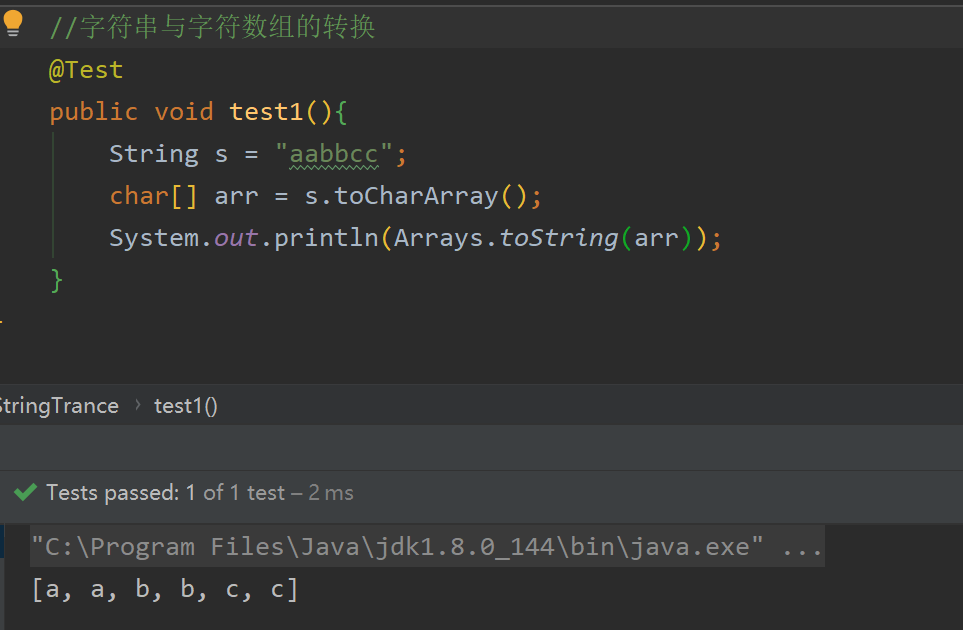 //字符串与字符数组的转换
@Test
public void test1(){
String s = "aabbcc";
char[] arr = s.toCharArray();
System.out.println(Arrays.toString(arr));
}
StringTrance › test1()
Tests passed: 1 of 1 test – 2 ms
"C:\Program Files\Java\jdk1.8.0_144\bin\java.exe" ...
[a, a, b, b, c, c]